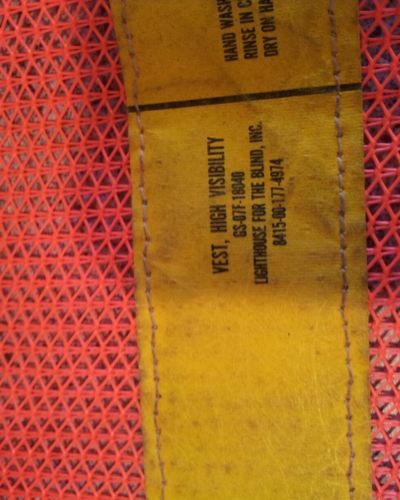 VEST, HIGH VISIBILITY
GS-07F-18040
LIGHTHOUSE FOR THE BLIND, INC.
8415-00-177-4974
HAND WASH
RINSE IN
DRY ON